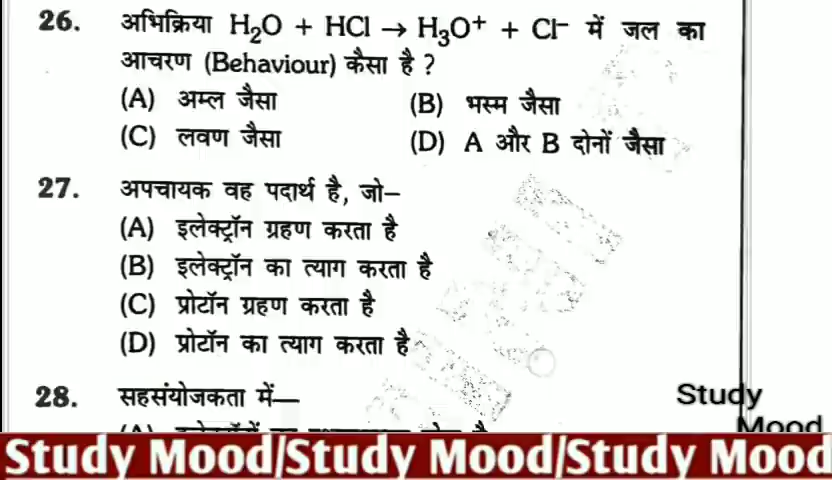 26. अभिक्रिया H₂O + HCl → H₃O⁺ + Cl⁻ में जल का
आचरण (Behaviour) कैसा है ?
(A) अम्ल जैसा (B) भस्म जैसा
(C) लवण जैसा (D) A और B दोनों जैसा
27. अपचायक वह पदार्थ है, जो–
(A) इलेक्ट्रॉन ग्रहण करता है
(B) इलेक्ट्रॉन का त्याग करता है
(C) प्रोटॉन ग्रहण करता है
(D) प्रोटॉन का त्याग करता है
28. सहसंयोजकता में—
Study
Mood
Study Mood/Study Mood/Study Mood